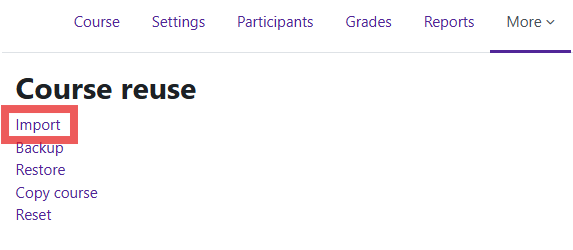 Course Settings Participants Grades Reports More
Course reuse
Import
Backup
Restore
Copy course
Reset